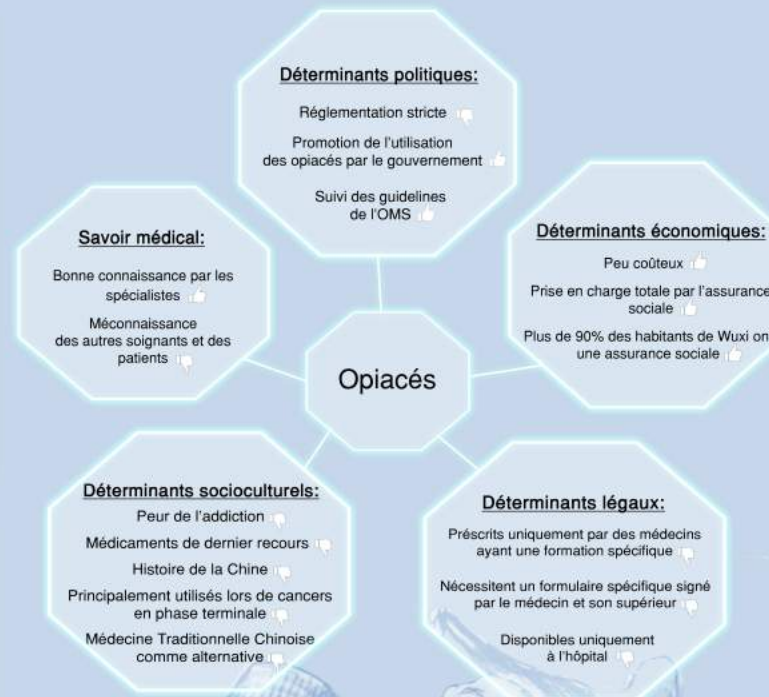 Déterminants politiques:
Réglementation stricte
Promotion de l'utilisation
des opiacés par le gouvernement
Suivi des guidelines
de l'OMS
Savoir médical:
Bonne connaissance par les
spécialistes
Méconnaissance
des autres soignants et des
patients
Déterminants économiques:
Peu coûteux
Prise en charge totale par l'assurance
sociale
Plus de 90% des habitants de Wuxi on
une assurance sociale
Opiacés
Déterminants socioculturels:
Peur de l'addiction
Médicaments de dernier recours
Histoire de la Chine
Principalement utilisés lors de cancers
en phase terminale
Médecine Traditionnelle Chinoise
comme alternative
Déterminants légaux:
Préscrits uniquement par des médecins
ayant une formation spécifique
Nécessitent un formulaire spécifique signé
par le médecin et son supérieur
Disponibles uniquement
à l'hôpital